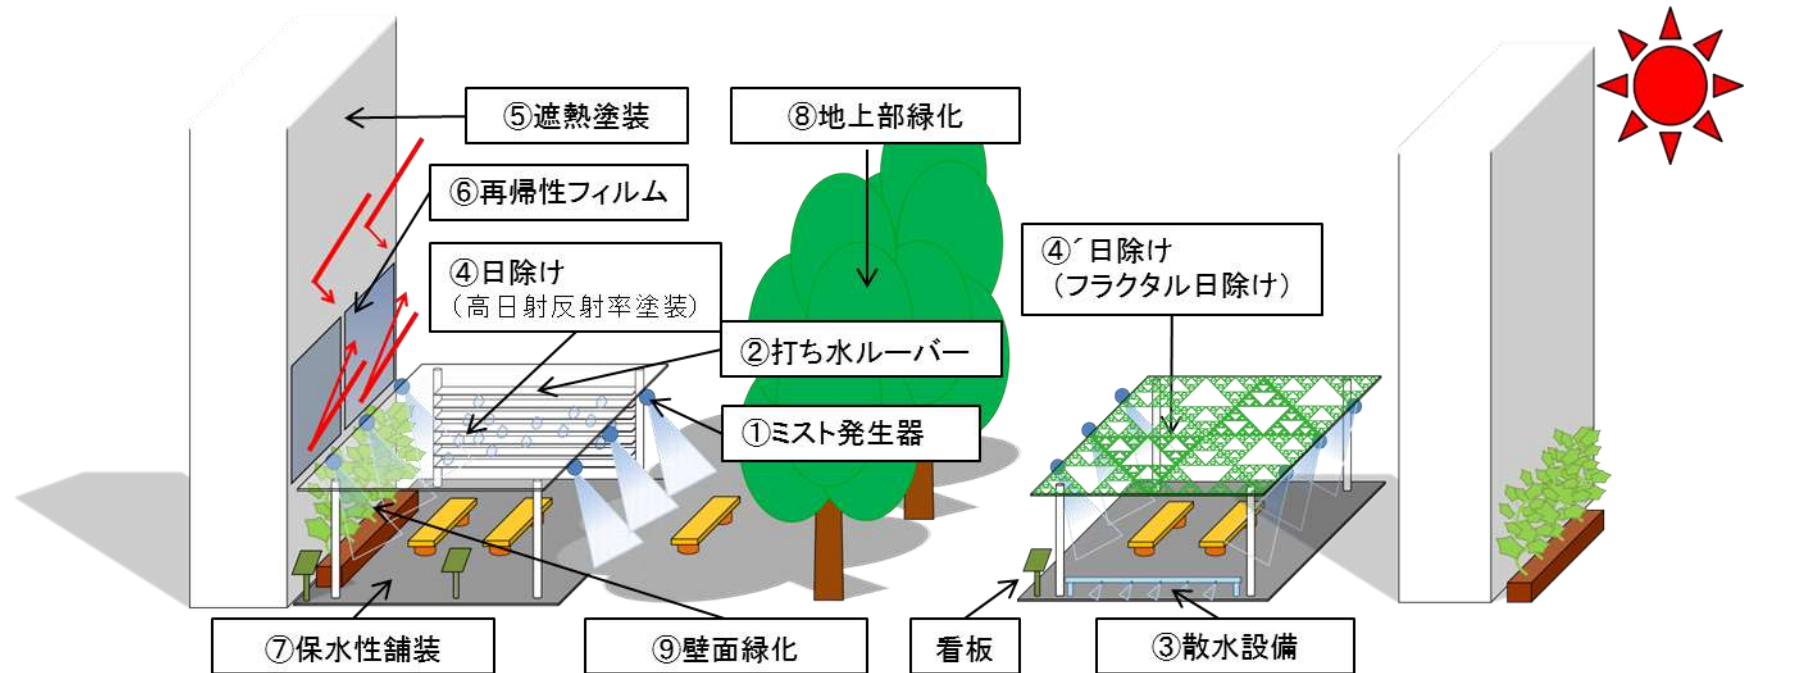 ⑤遮熱塗装
⑧地上部緑化
⑥再帰性フィルム
④日除け
（高日射反射率塗装）
④´日除け
（フラクタル日除け）
②打ち水ルーバー
①ミスト発生器
⑦保水性舗装
⑨壁面緑化
看板
③散水設備